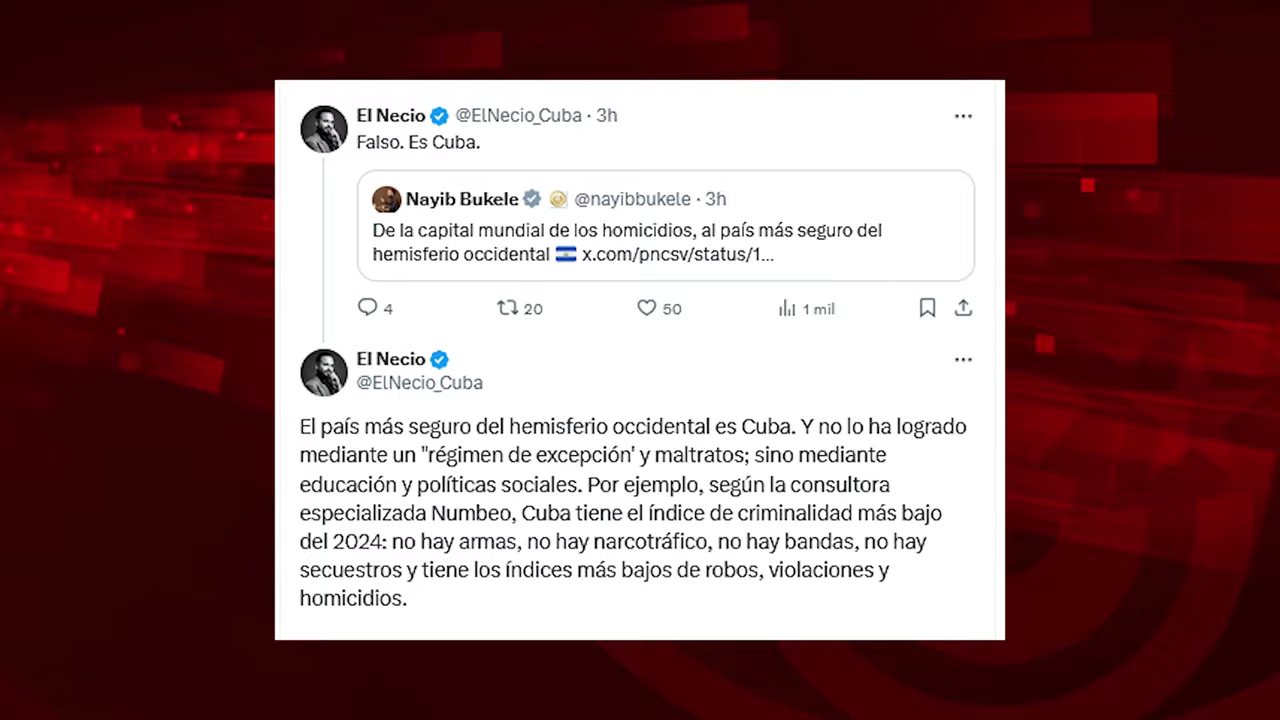 El Necio @ElNecio_Cuba · 3h
Falso. Es Cuba.
Nayib Bukele @nayibbukele · 3h
De la capital mundial de los homicidios, al país más seguro del
hemisferio occidental 🇸🇻 x.com/pncsv/status/1...
4 20 50 1 mil
El Necio
@ElNecio_Cuba
El país más seguro del hemisferio occidental es Cuba. Y no lo ha logrado
mediante un "régimen de excepción' y maltratos; sino mediante
educación y políticas sociales. Por ejemplo, según la consultora
especializada Numbeo, Cuba tiene el índice de criminalidad más bajo
del 2024: no hay armas, no hay narcotráfico, no hay bandas, no hay
secuestros y tiene los índices más bajos de robos, violaciones y
homicidios.